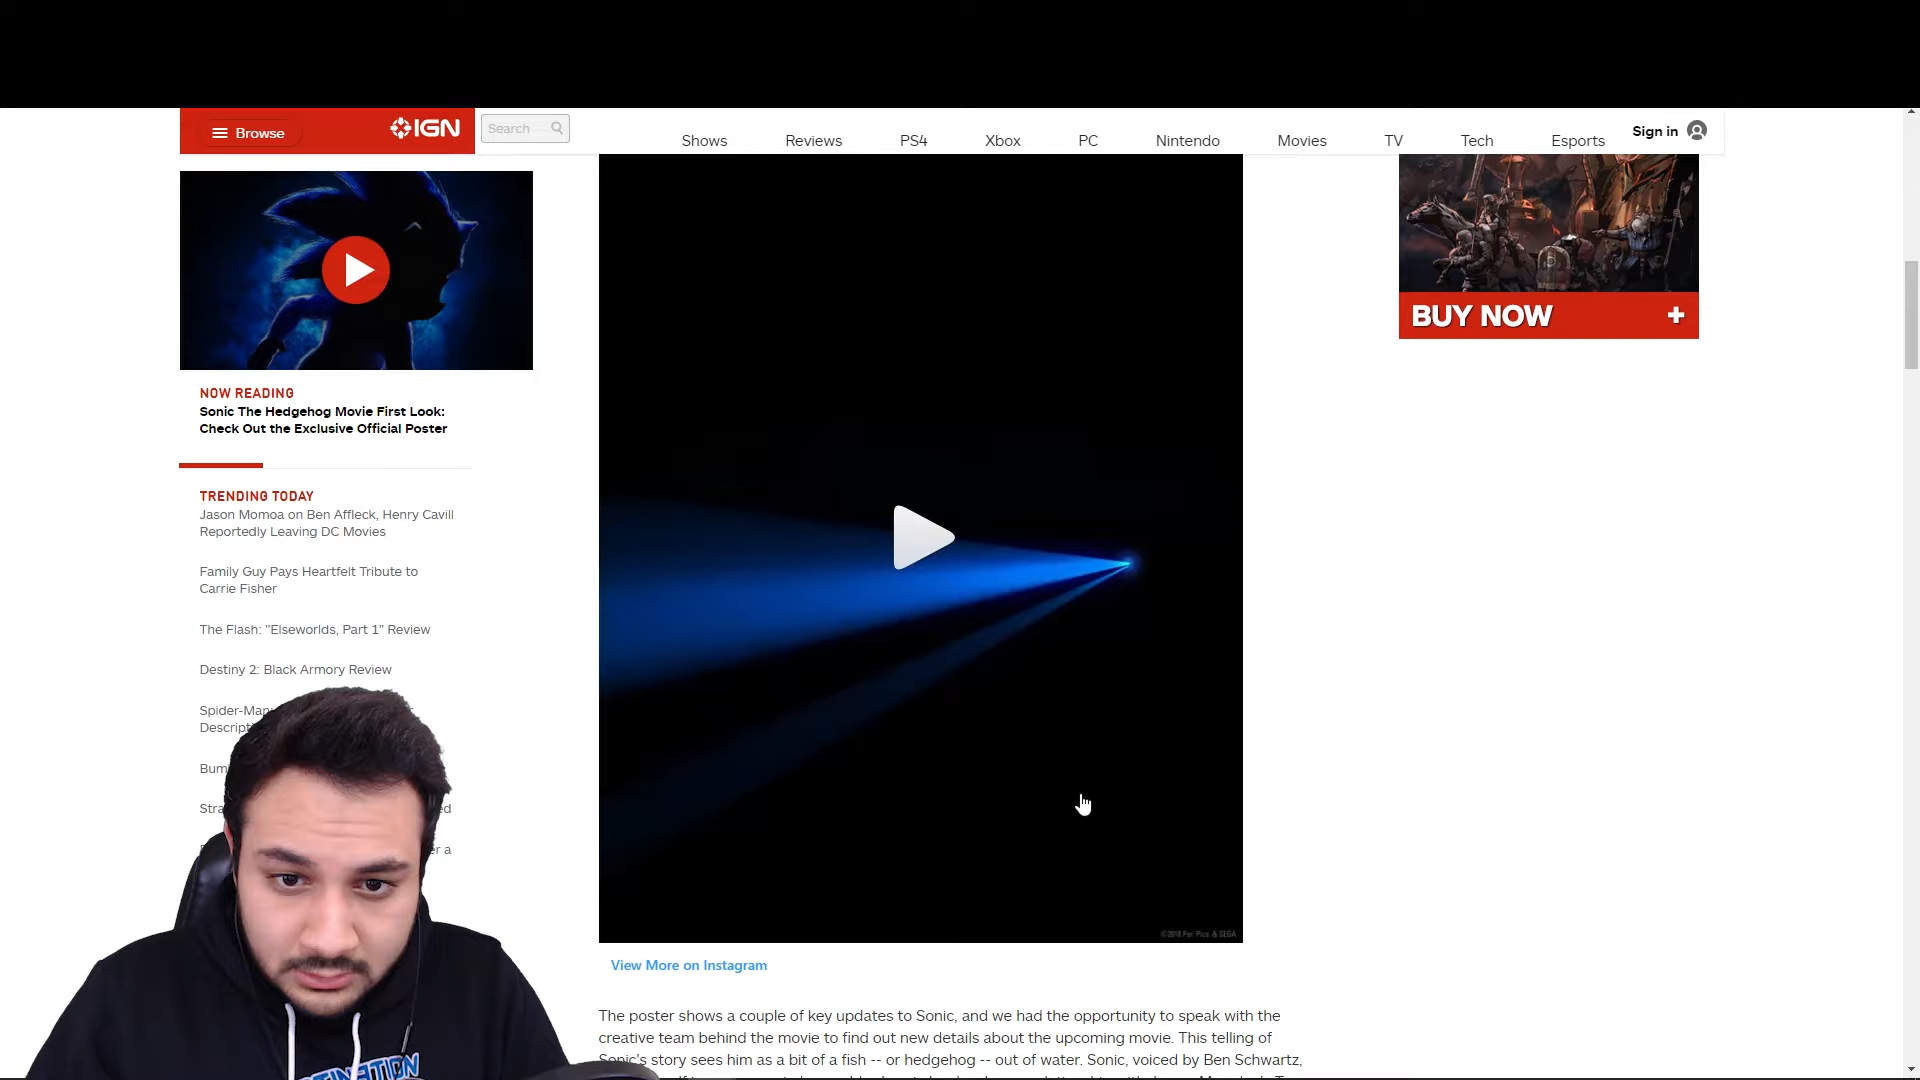 Browse
IGN
Search
Shows
Reviews
PS4
Xbox
PC
Nintendo
Movies
TV
Tech
Esports
Sign in
BUY NOW +
NOW READING
Sonic The Hedgehog Movie First Look:
Check Out the Exclusive Official Poster
TRENDING TODAY
Jason Momoa on Ben Affleck, Henry Cavill
Reportedly Leaving DC Movies
Family Guy Pays Heartfelt Tribute to
Carrie Fisher
The Flash: "Elseworlds, Part 1" Review
Destiny 2: Black Armory Review
©2018 Par. Pics. & SEGA
View More on Instagram
The poster shows a couple of key updates to Sonic, and we had the opportunity to speak with the
creative team behind the movie to find out new details about the upcoming movie. This telling of
Sonic's story sees him as a bit of a fish -- or hedgehog -- out of water. Sonic, voiced by Ben Schwartz,